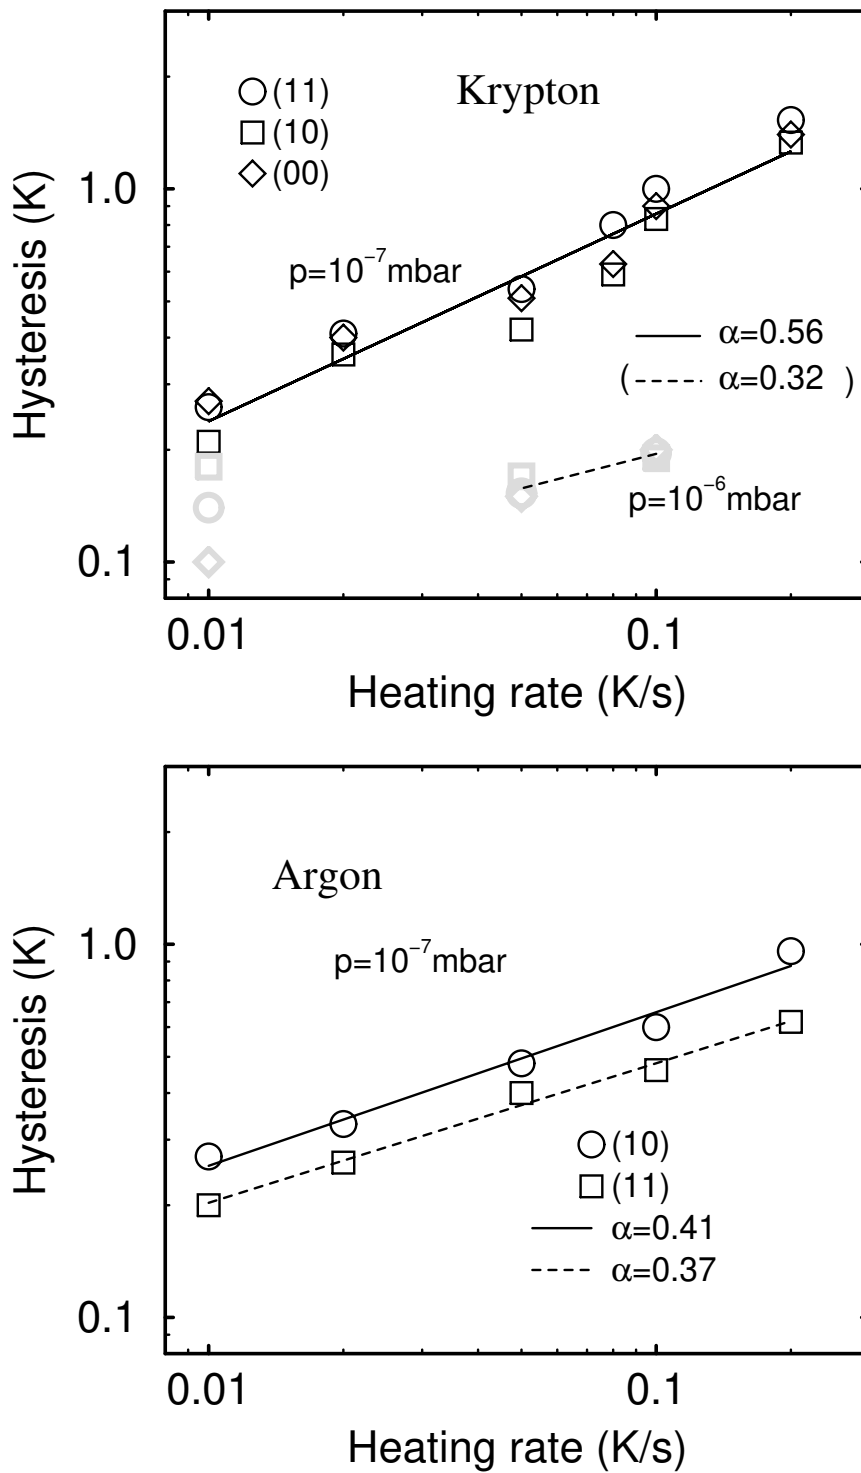 Krypton
(11)
(10)
(00)
1.0
p=10⁻⁷mbar
α=0.56
( α=0.32 )
p=10⁻⁶mbar
0.1
Hysteresis (K)
0.01 0.1
Heating rate (K/s)
Argon
1.0
p=10⁻⁷mbar
(10)
(11)
α=0.41
α=0.37
0.1
Hysteresis (K)
0.01 0.1
Heating rate (K/s)